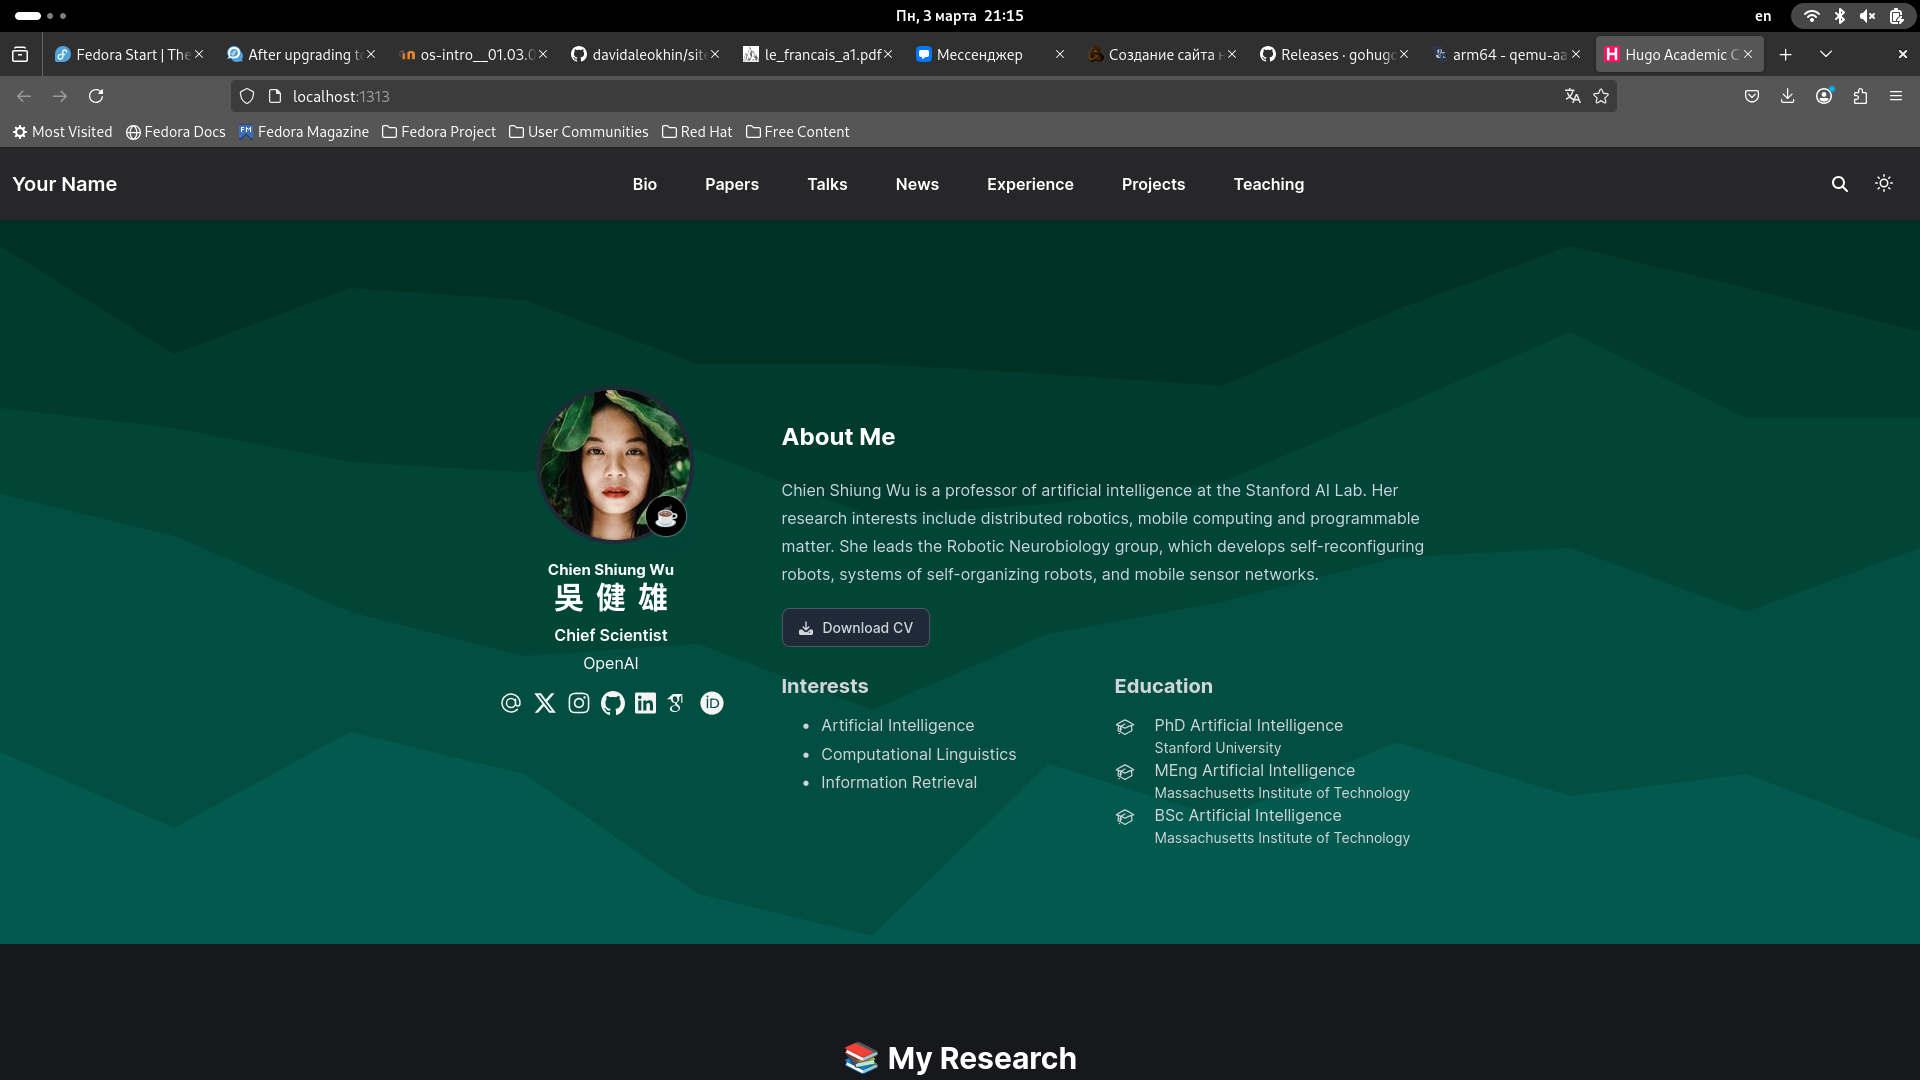 Пн, 3 марта 21:15
en
Fedora Start | The
After upgrading to
os-intro__01.03.0
davidaleokhin/site
le_francais_a1.pdf
Мессенджер
Создание сайта н
Releases · gohugo
arm64 - qemu-aa
Hugo Academic C
localhost:1313
Most Visited
Fedora Docs
Fedora Magazine
Fedora Project
User Communities
Red Hat
Free Content
Your Name
Bio
Papers
Talks
News
Experience
Projects
Teaching
Chien Shiung Wu
吳健雄
Chief Scientist
OpenAI
About Me
Chien Shiung Wu is a professor of artificial intelligence at the Stanford AI Lab. Her
research interests include distributed robotics, mobile computing and programmable
matter. She leads the Robotic Neurobiology group, which develops self-reconfiguring
robots, systems of self-organizing robots, and mobile sensor networks.
Download CV
Interests
Artificial Intelligence
Computational Linguistics
Information Retrieval
Education
PhD Artificial Intelligence
Stanford University
MEng Artificial Intelligence
Massachusetts Institute of Technology
BSc Artificial Intelligence
Massachusetts Institute of Technology
My Research